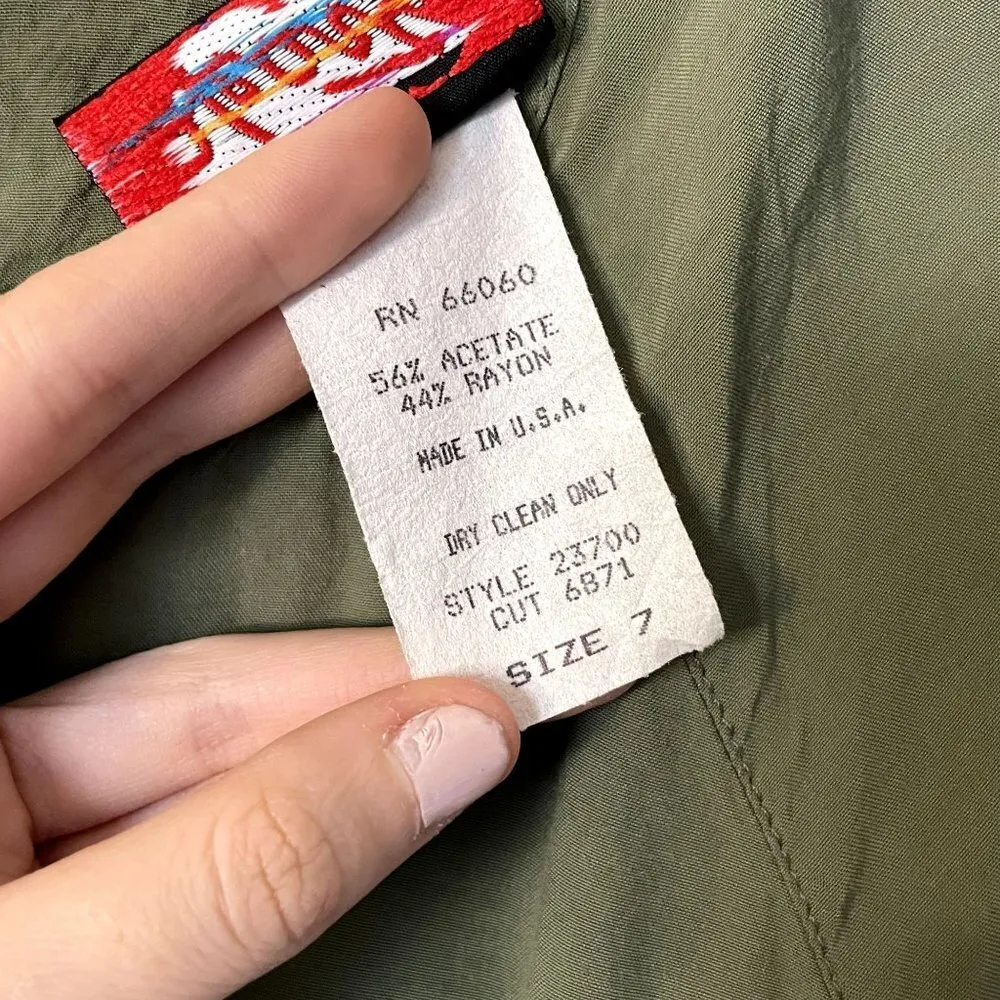 RN 66060
56% ACETATE
44% RAYON
MADE IN U.S.A.
DRY CLEAN ONLY
STYLE 23700
CUT 6871
SIZE 7